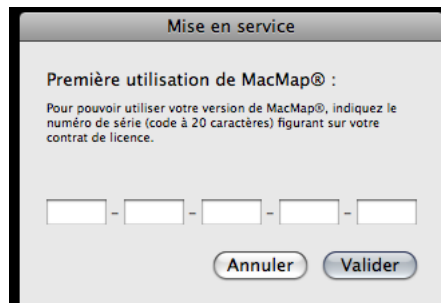 Mise en service
Première utilisation de MacMap® :
Pour pouvoir utiliser votre version de MacMap®, indiquez le
numéro de série (code à 20 caractères) figurant sur votre
contrat de licence.
- - - -
Annuler Valider